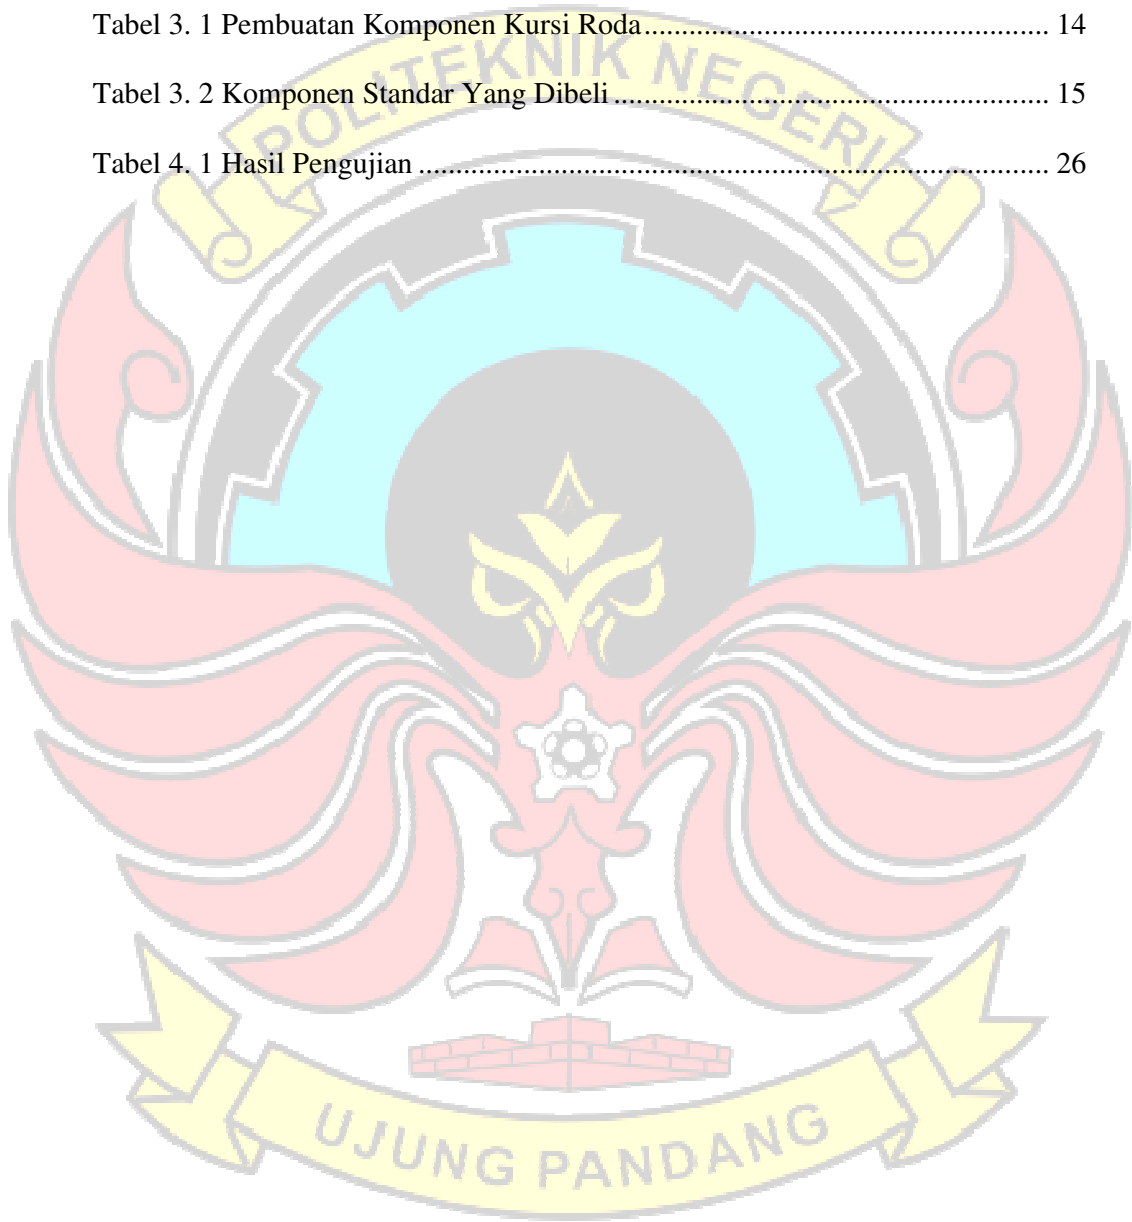 Tabel 3. 1 Pembuatan Komponen Kursi Roda....................................................... 14
Tabel 3. 2 Komponen Standar Yang Dibeli ........................................................... 15
Tabel 4. 1 Hasil Pengujian ...................................................................................... 26
POLITEKNIK NEGERI
UJUNG PANDANG